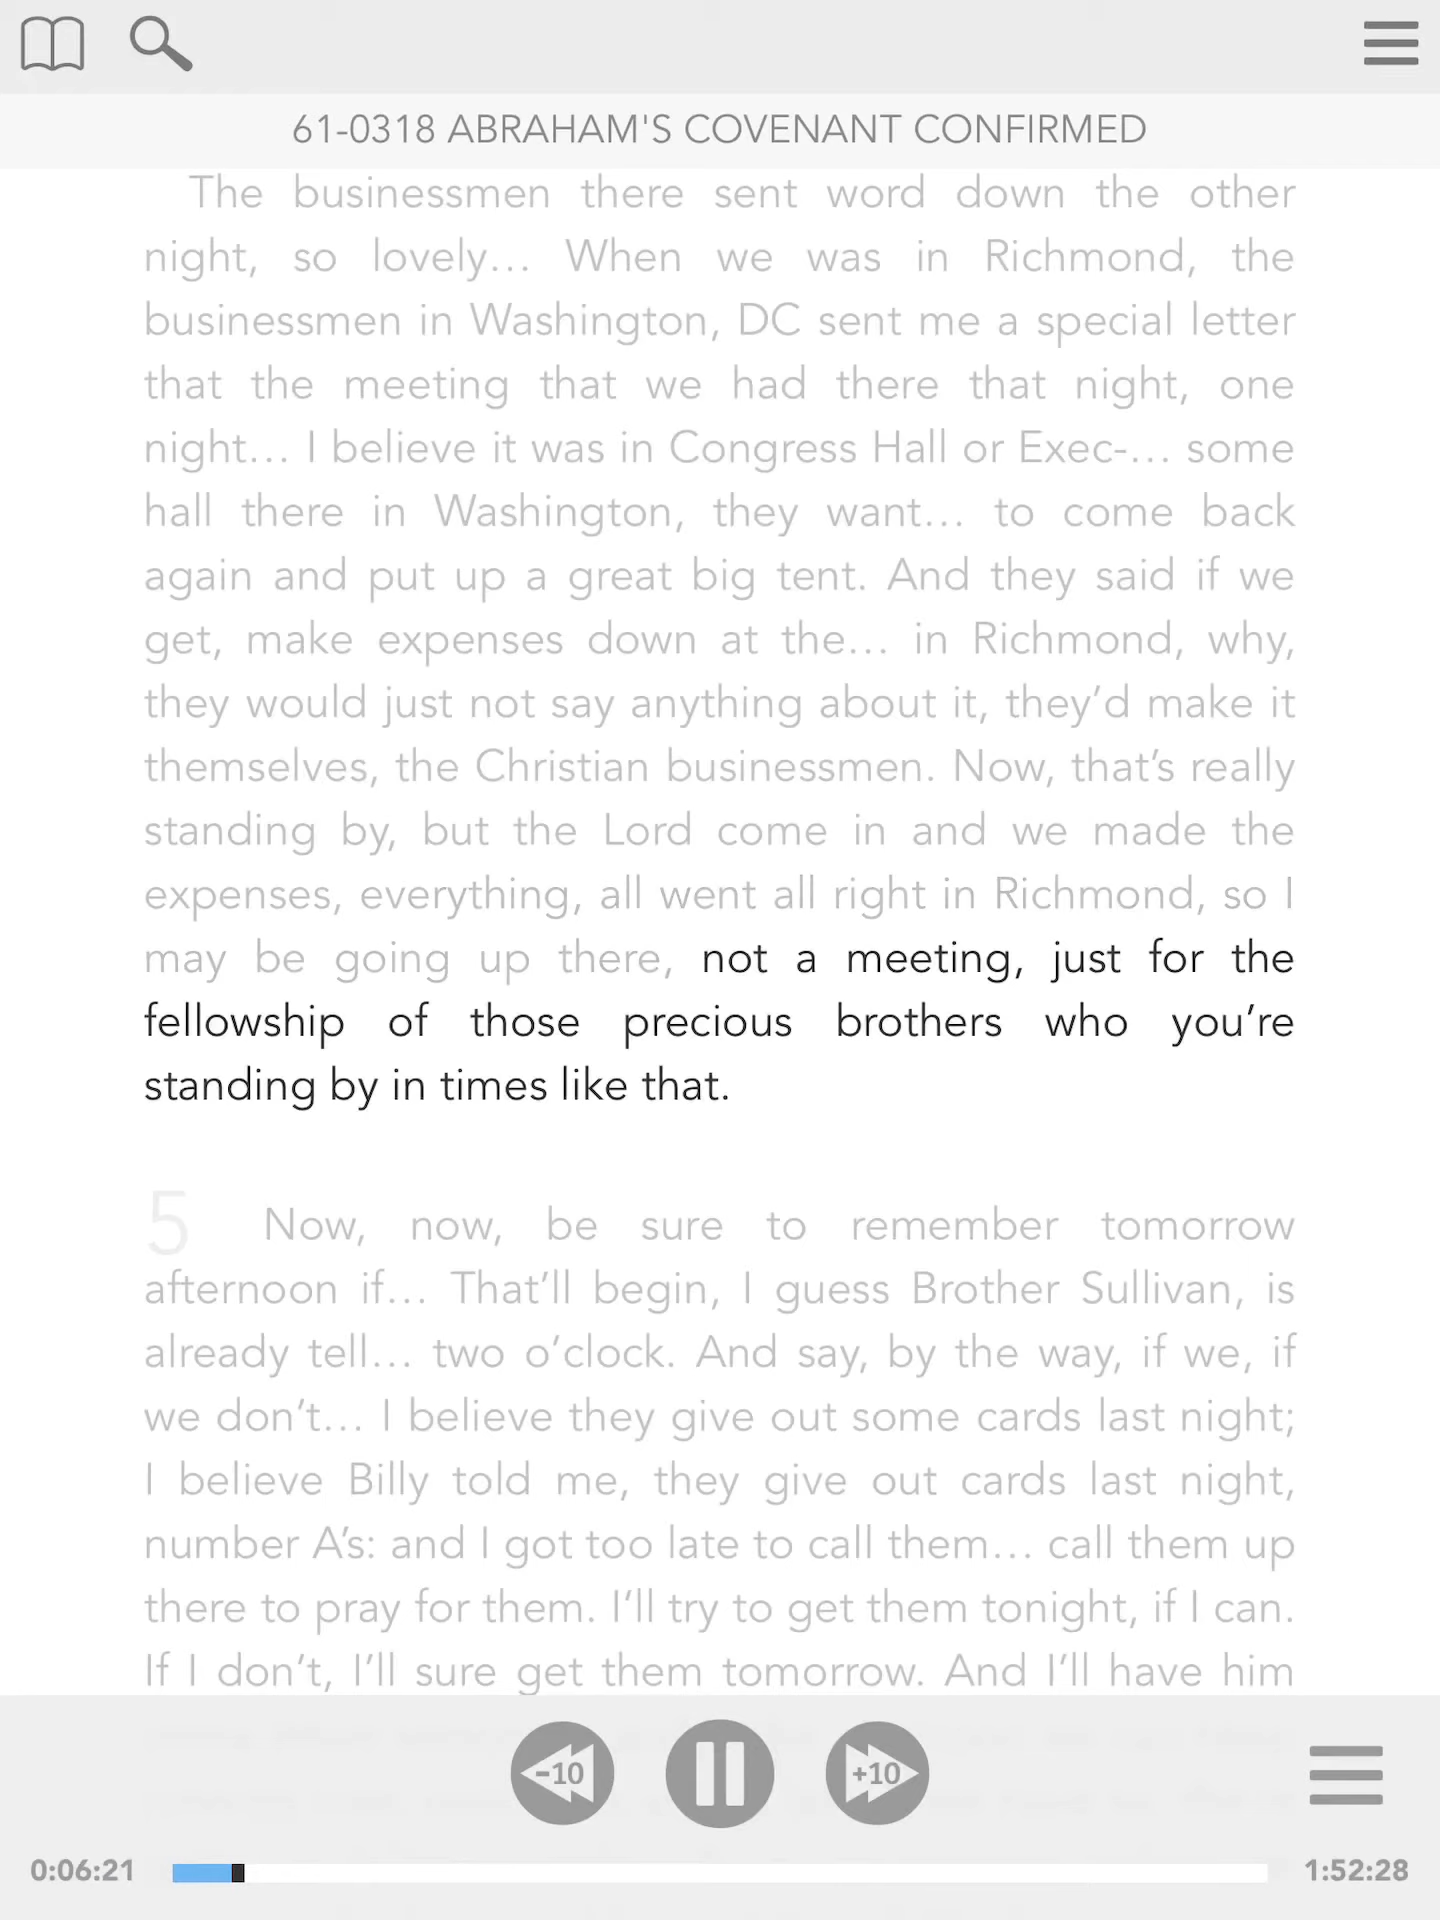 61-0318 ABRAHAM'S COVENANT CONFIRMED
The businessmen there sent word down the other
night, so lovely… When we was in Richmond, the
businessmen in Washington, DC sent me a special letter
that the meeting that we had there that night, one
night… I believe it was in Congress Hall or Exec-… some
hall there in Washington, they want… to come back
again and put up a great big tent. And they said if we
get, make expenses down at the… in Richmond, why,
they would just not say anything about it, they’d make it
themselves, the Christian businessmen. Now, that’s really
standing by, but the Lord come in and we made the
expenses, everything, all went all right in Richmond, so I
may be going up there, not a meeting, just for the
fellowship of those precious brothers who you’re
standing by in times like that.
5 Now, now, be sure to remember tomorrow
afternoon if… That’ll begin, I guess Brother Sullivan, is
already tell… two o’clock. And say, by the way, if we, if
we don’t… I believe they give out some cards last night;
I believe Billy told me, they give out cards last night,
number A’s: and I got too late to call them… call them up
there to pray for them. I’ll try to get them tonight, if I can.
If I don’t, I’ll sure get them tomorrow. And I’ll have him
-10 +10
0:06:21 1:52:28